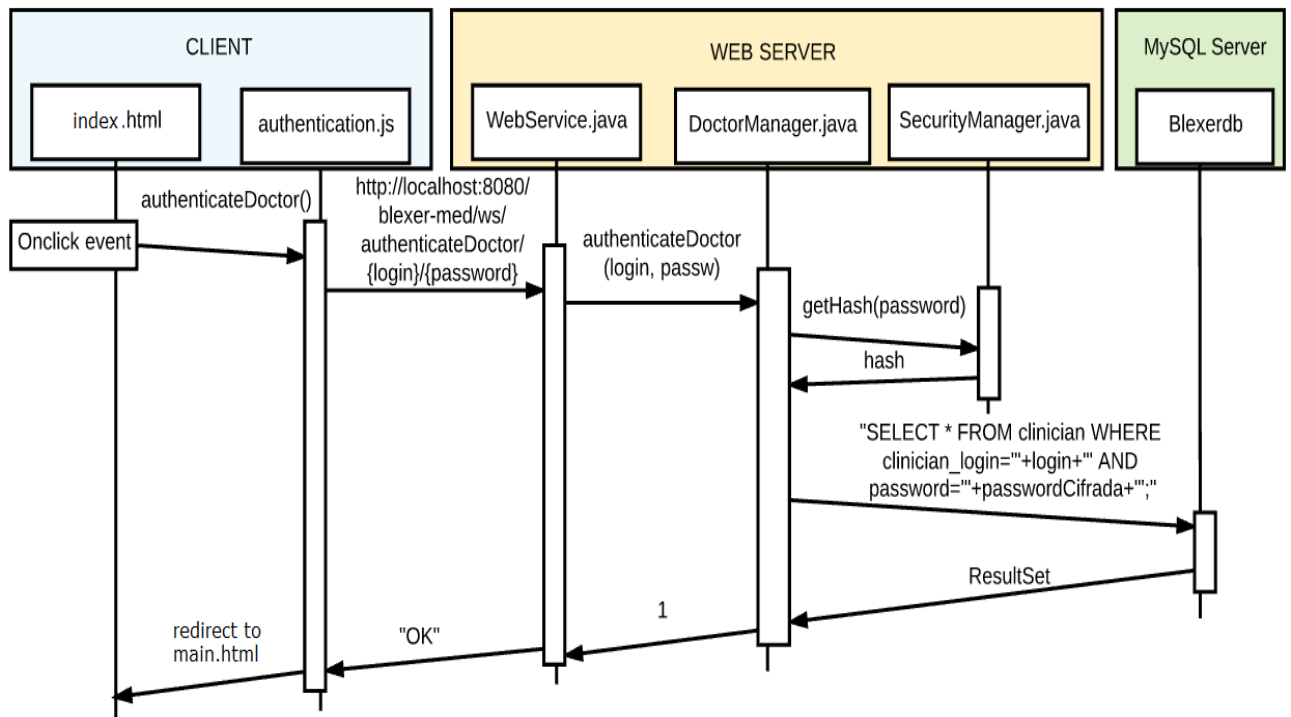 CLIENT
WEB SERVER
MySQL Server
index.html
authentication.js
WebService.java
DoctorManager.java
SecurityManager.java
Blexerdb
authenticateDoctor()
Onclick event
http://localhost:8080/
blexer-med/ws/
authenticateDoctor/
{login}/{password}
authenticateDoctor
(login, passw)
getHash(password)
hash
"SELECT * FROM clinician WHERE
clinician_login='"+login+"' AND
password='"+passwordCifrada+"';"
ResultSet
1
"OK"
redirect to
main.html